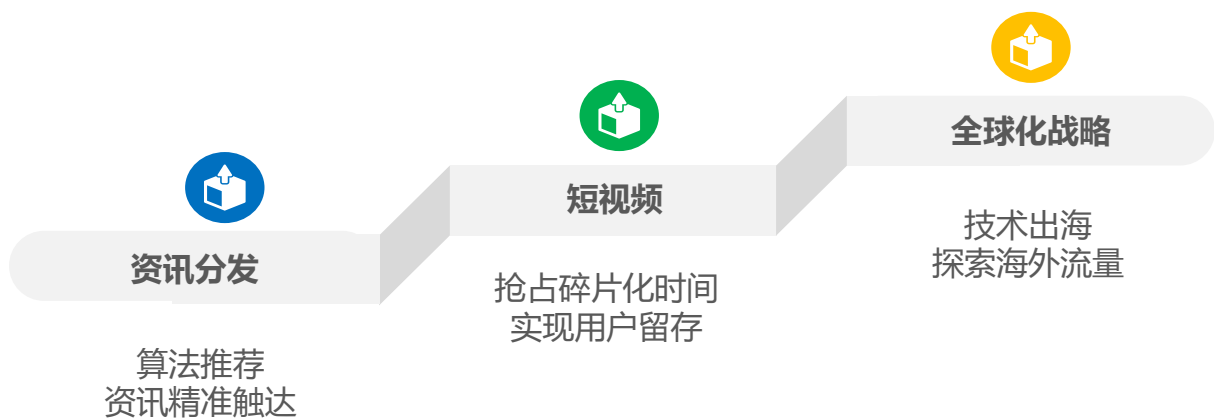 资讯分发
算法推荐
资讯精准触达
短视频
抢占碎片化时间
实现用户留存
全球化战略
技术出海
探索海外流量